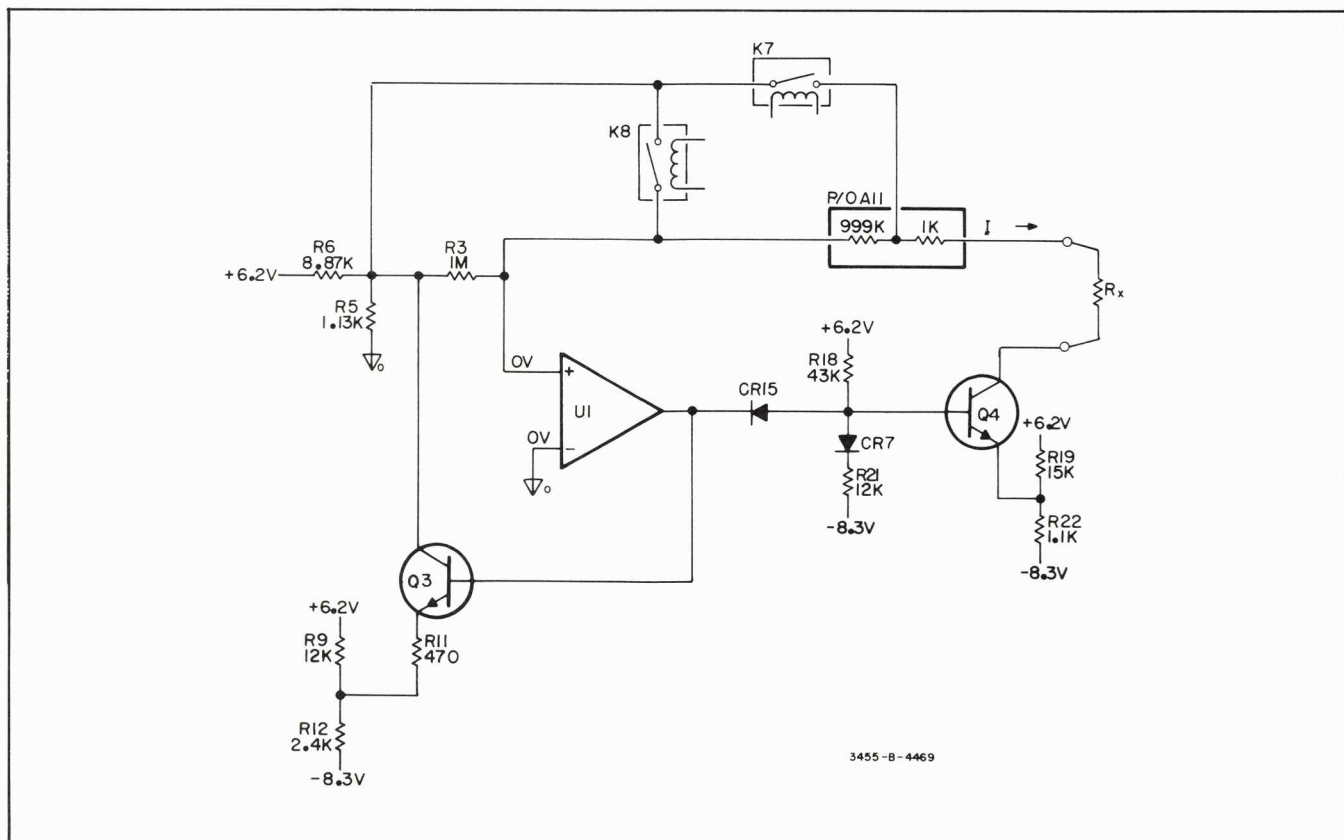 K7
K8
P/O A11
999K
1K
I →
R6
8.87K
+6.2V
R3
1M
R5
1.13K
o
Rx
+6.2V
R18
43K
0V
+
CR15
U1
Q4
+6.2V
0V
-
CR7
R19
15K
o
R21
12K
R22
1.1K
-8.3V
-8.3V
Q3
+6.2V
R9
12K
R11
470
R12
2.4K
-8.3V
3455-B-4469